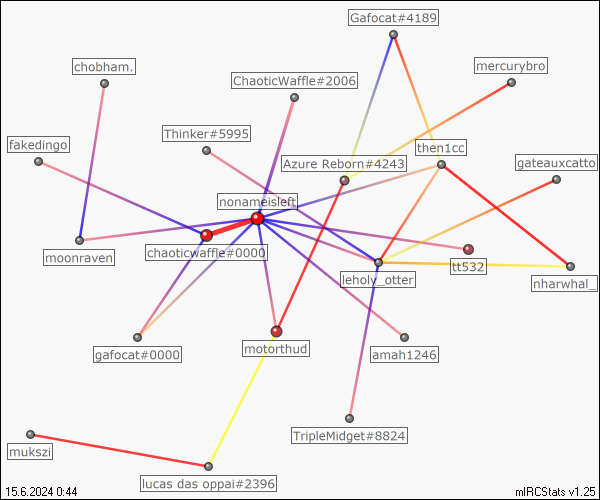 Gafocat#4189
chobham.
mercurybro
ChaoticWaffle#2006
Thinker#5995
fakedingo
then1cc
Azure Reborn#4243
gateauxcatto
nonameisleft
chaoticwaffle#0000
moonraven
tt532
leholy_otter
nharwhal_
motorthud
gafocat#0000
amah1246
TripleMidget#8824
mukszi
lucas das oppai#2396
15.6.2024 0:44
mIRCStats v1.25